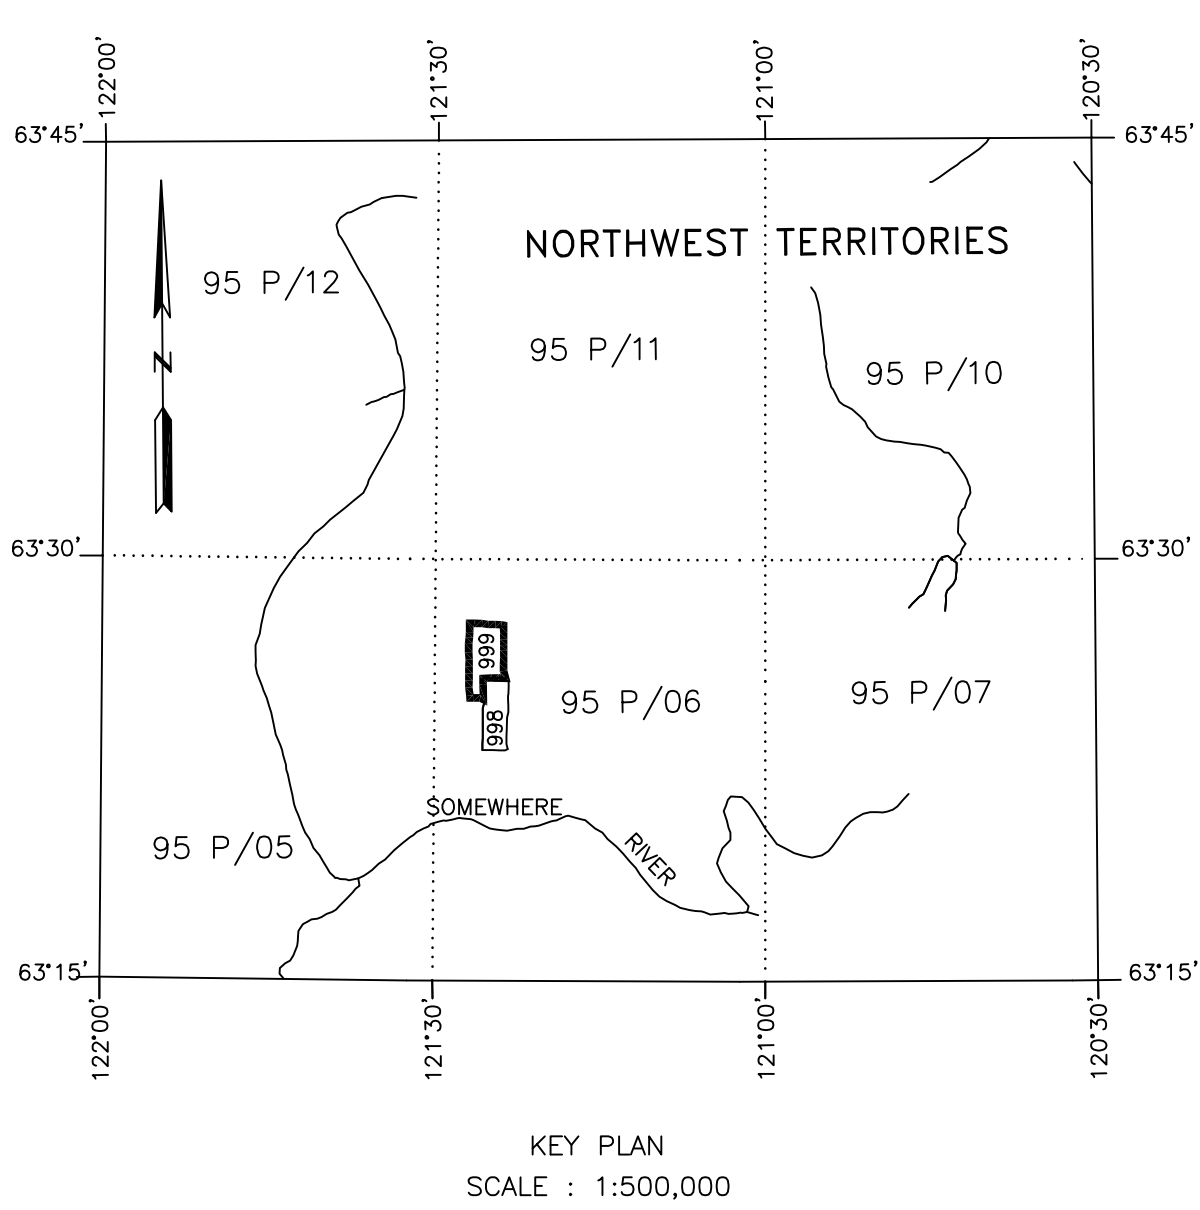 122°00'
121°30'
121°00'
120°30'
63°45'
63°45'
NORTHWEST TERRITORIES
95 P/12
95 P/11
N
95 P/10
63°30'
63°30'
999
95 P/06
95 P/07
998
SOMEWHERE
RIVER
95 P/05
63°15'
63°15'
122°00'
121°30'
121°00'
120°30'
KEY PLAN
SCALE : 1:500,000